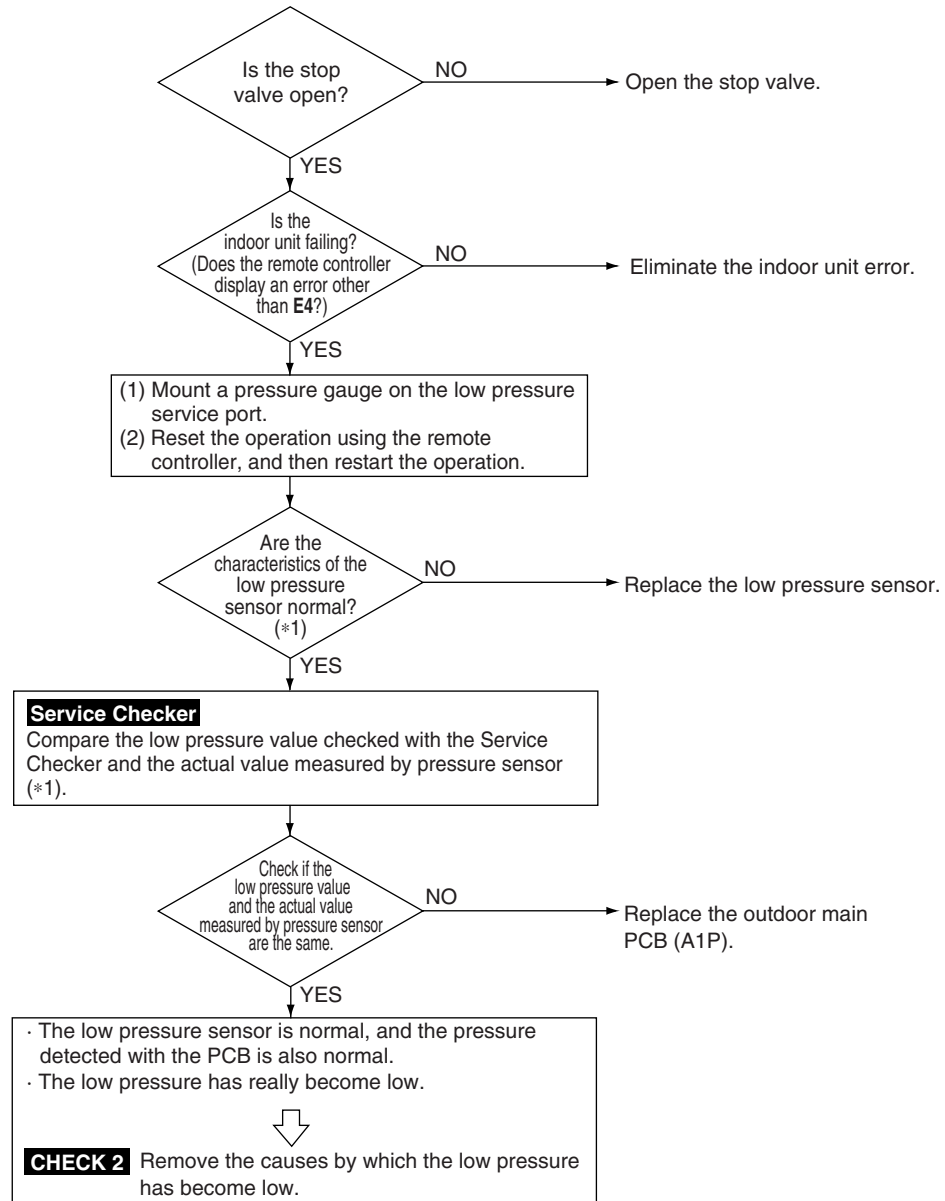 Is the stop
valve open?
NO
Open the stop valve.
YES
Is the
indoor unit failing?
(Does the remote controller
display an error other
than E4?)
NO
Eliminate the indoor unit error.
YES
(1) Mount a pressure gauge on the low pressure
service port.
(2) Reset the operation using the remote
controller, and then restart the operation.
Are the
characteristics of the
low pressure
sensor normal?
(*1)
NO
Replace the low pressure sensor.
YES
Service Checker
Compare the low pressure value checked with the Service
Checker and the actual value measured by pressure sensor
(*1).
Check if the
low pressure value
and the actual value
measured by pressure sensor
are the same.
NO
Replace the outdoor main
PCB (A1P).
YES
· The low pressure sensor is normal, and the pressure
detected with the PCB is also normal.
· The low pressure has really become low.
CHECK 2 Remove the causes by which the low pressure
has become low.